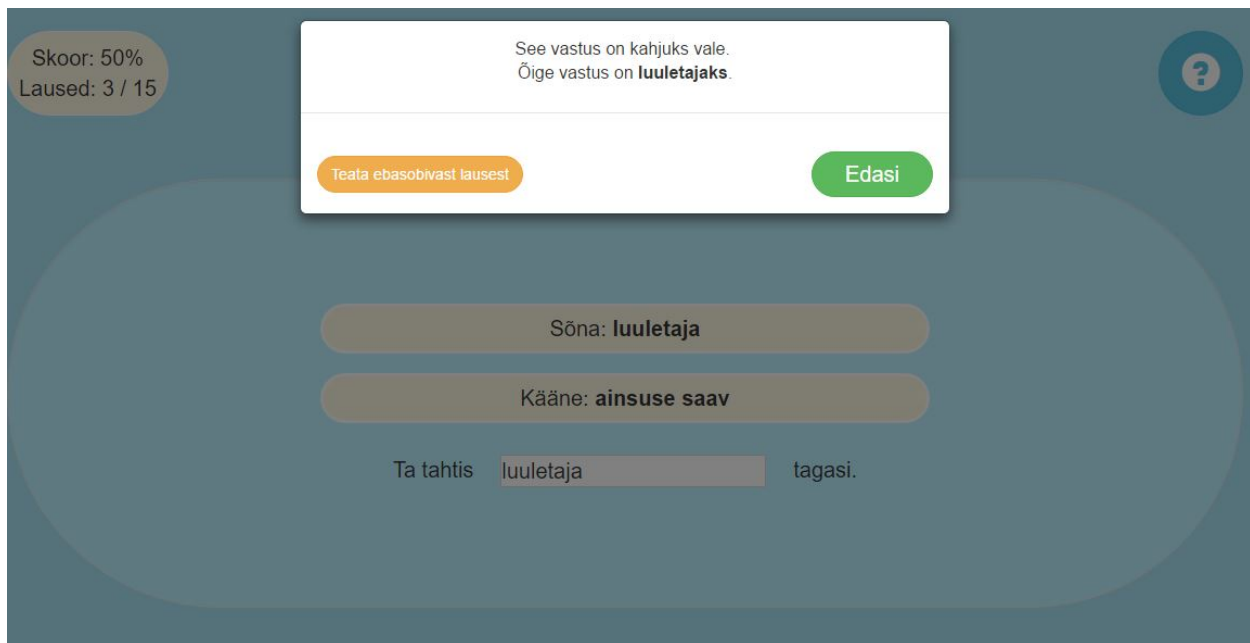 Skoor: 50%
Laused: 3 / 15
See vastus on kahjuks vale.
Õige vastus on luuletajaks.
?
Teata ebasobivast lausest
Edasi
Sõna: luuletaja
Kääne: ainsuse saav
Ta tahtis luuletaja tagasi.